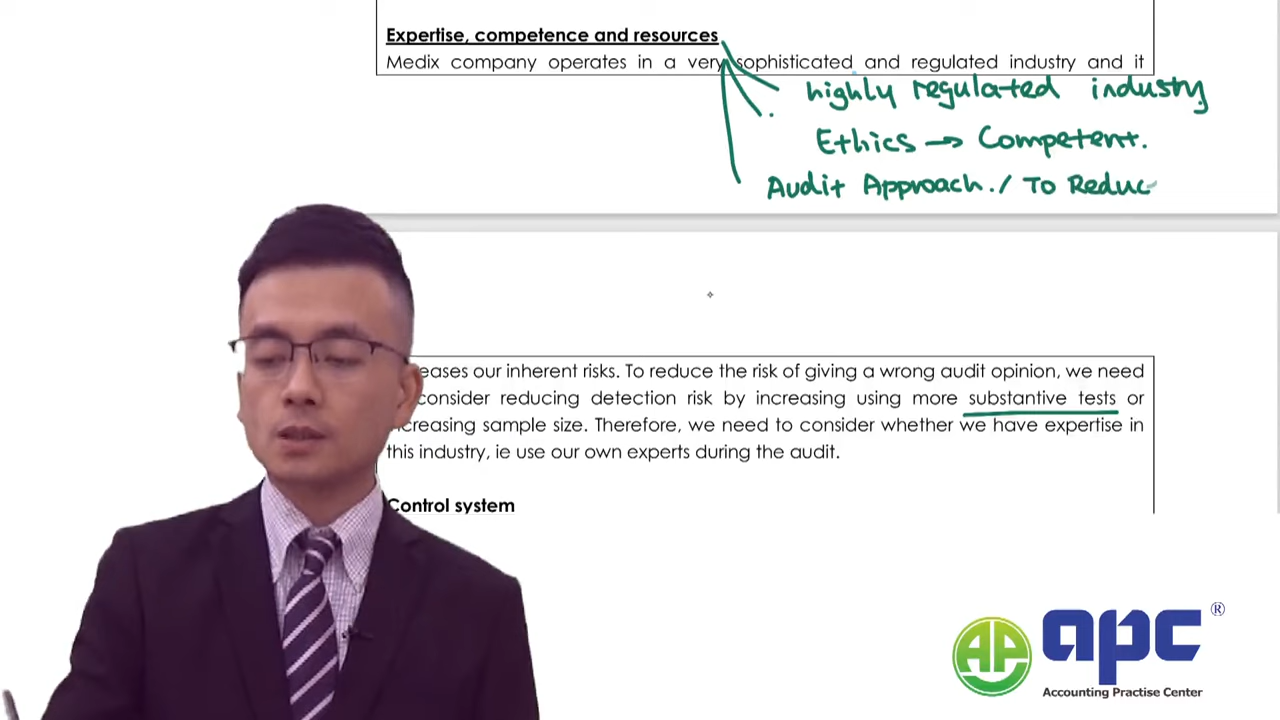 Expertise, competence and resources
Medix company operates in a very sophisticated and regulated industry and it
highly regulated industry
Ethics → Competent.
Audit Approach. / To Reduc
eases our inherent risks. To reduce the risk of giving a wrong audit opinion, we need
consider reducing detection risk by increasing using more substantive tests or
creasing sample size. Therefore, we need to consider whether we have expertise in
this industry, ie use our own experts during the audit.
Control system
AP
apc®
Accounting Practise Center